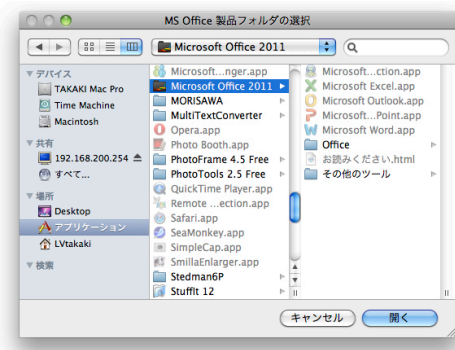 MS Office 製品フォルダの選択
Microsoft Office 2011
デバイス
TAKAKI Mac Pro
Time Machine
Macintosh
共有
192.168.200.254
すべて...
場所
Desktop
アプリケーション
LVtakaki
検索
Microsoft...nger.app
Microsoft Office 2011
MORISAWA
MultiTextConverter
Opera.app
Photo Booth.app
PhotoFrame 4.5 Free
PhotoTools 2.5 Free
QuickTime Player.app
Remote ...ection.app
Safari.app
SeaMonkey.app
SimpleCap.app
SmillaEnlarger.app
Stedman6P
StuffIt 12
Microsoft...ction.app
Microsoft Excel.app
Microsoft Outlook.app
Microsoft...Point.app
Microsoft Word.app
Office
お読みください.html
その他のツール
キャンセル
開く